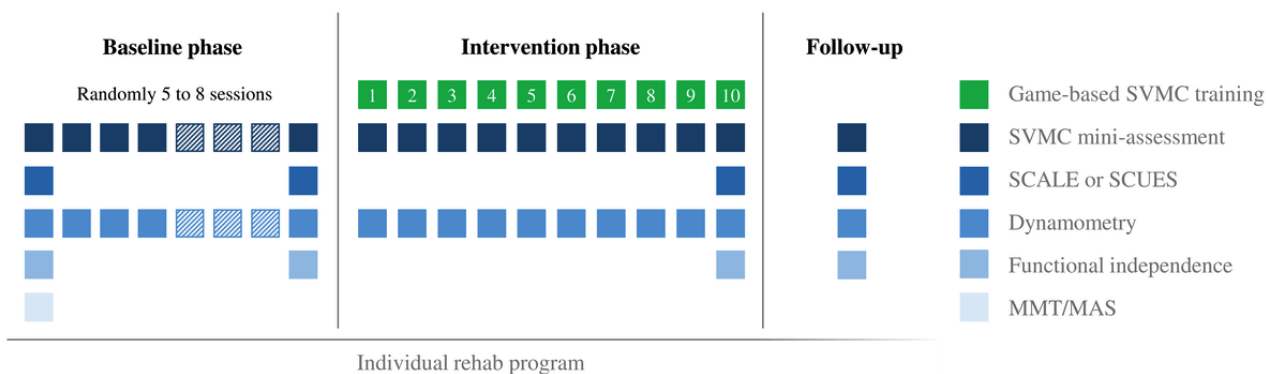 Baseline phase
Intervention phase
Follow-up
Randomly 5 to 8 sessions
1 2 3 4 5 6 7 8 9 10
Game-based SVMC training
SVMC mini-assessment
SCALE or SCUES
Dynamometry
Functional independence
MMT/MAS
Individual rehab program